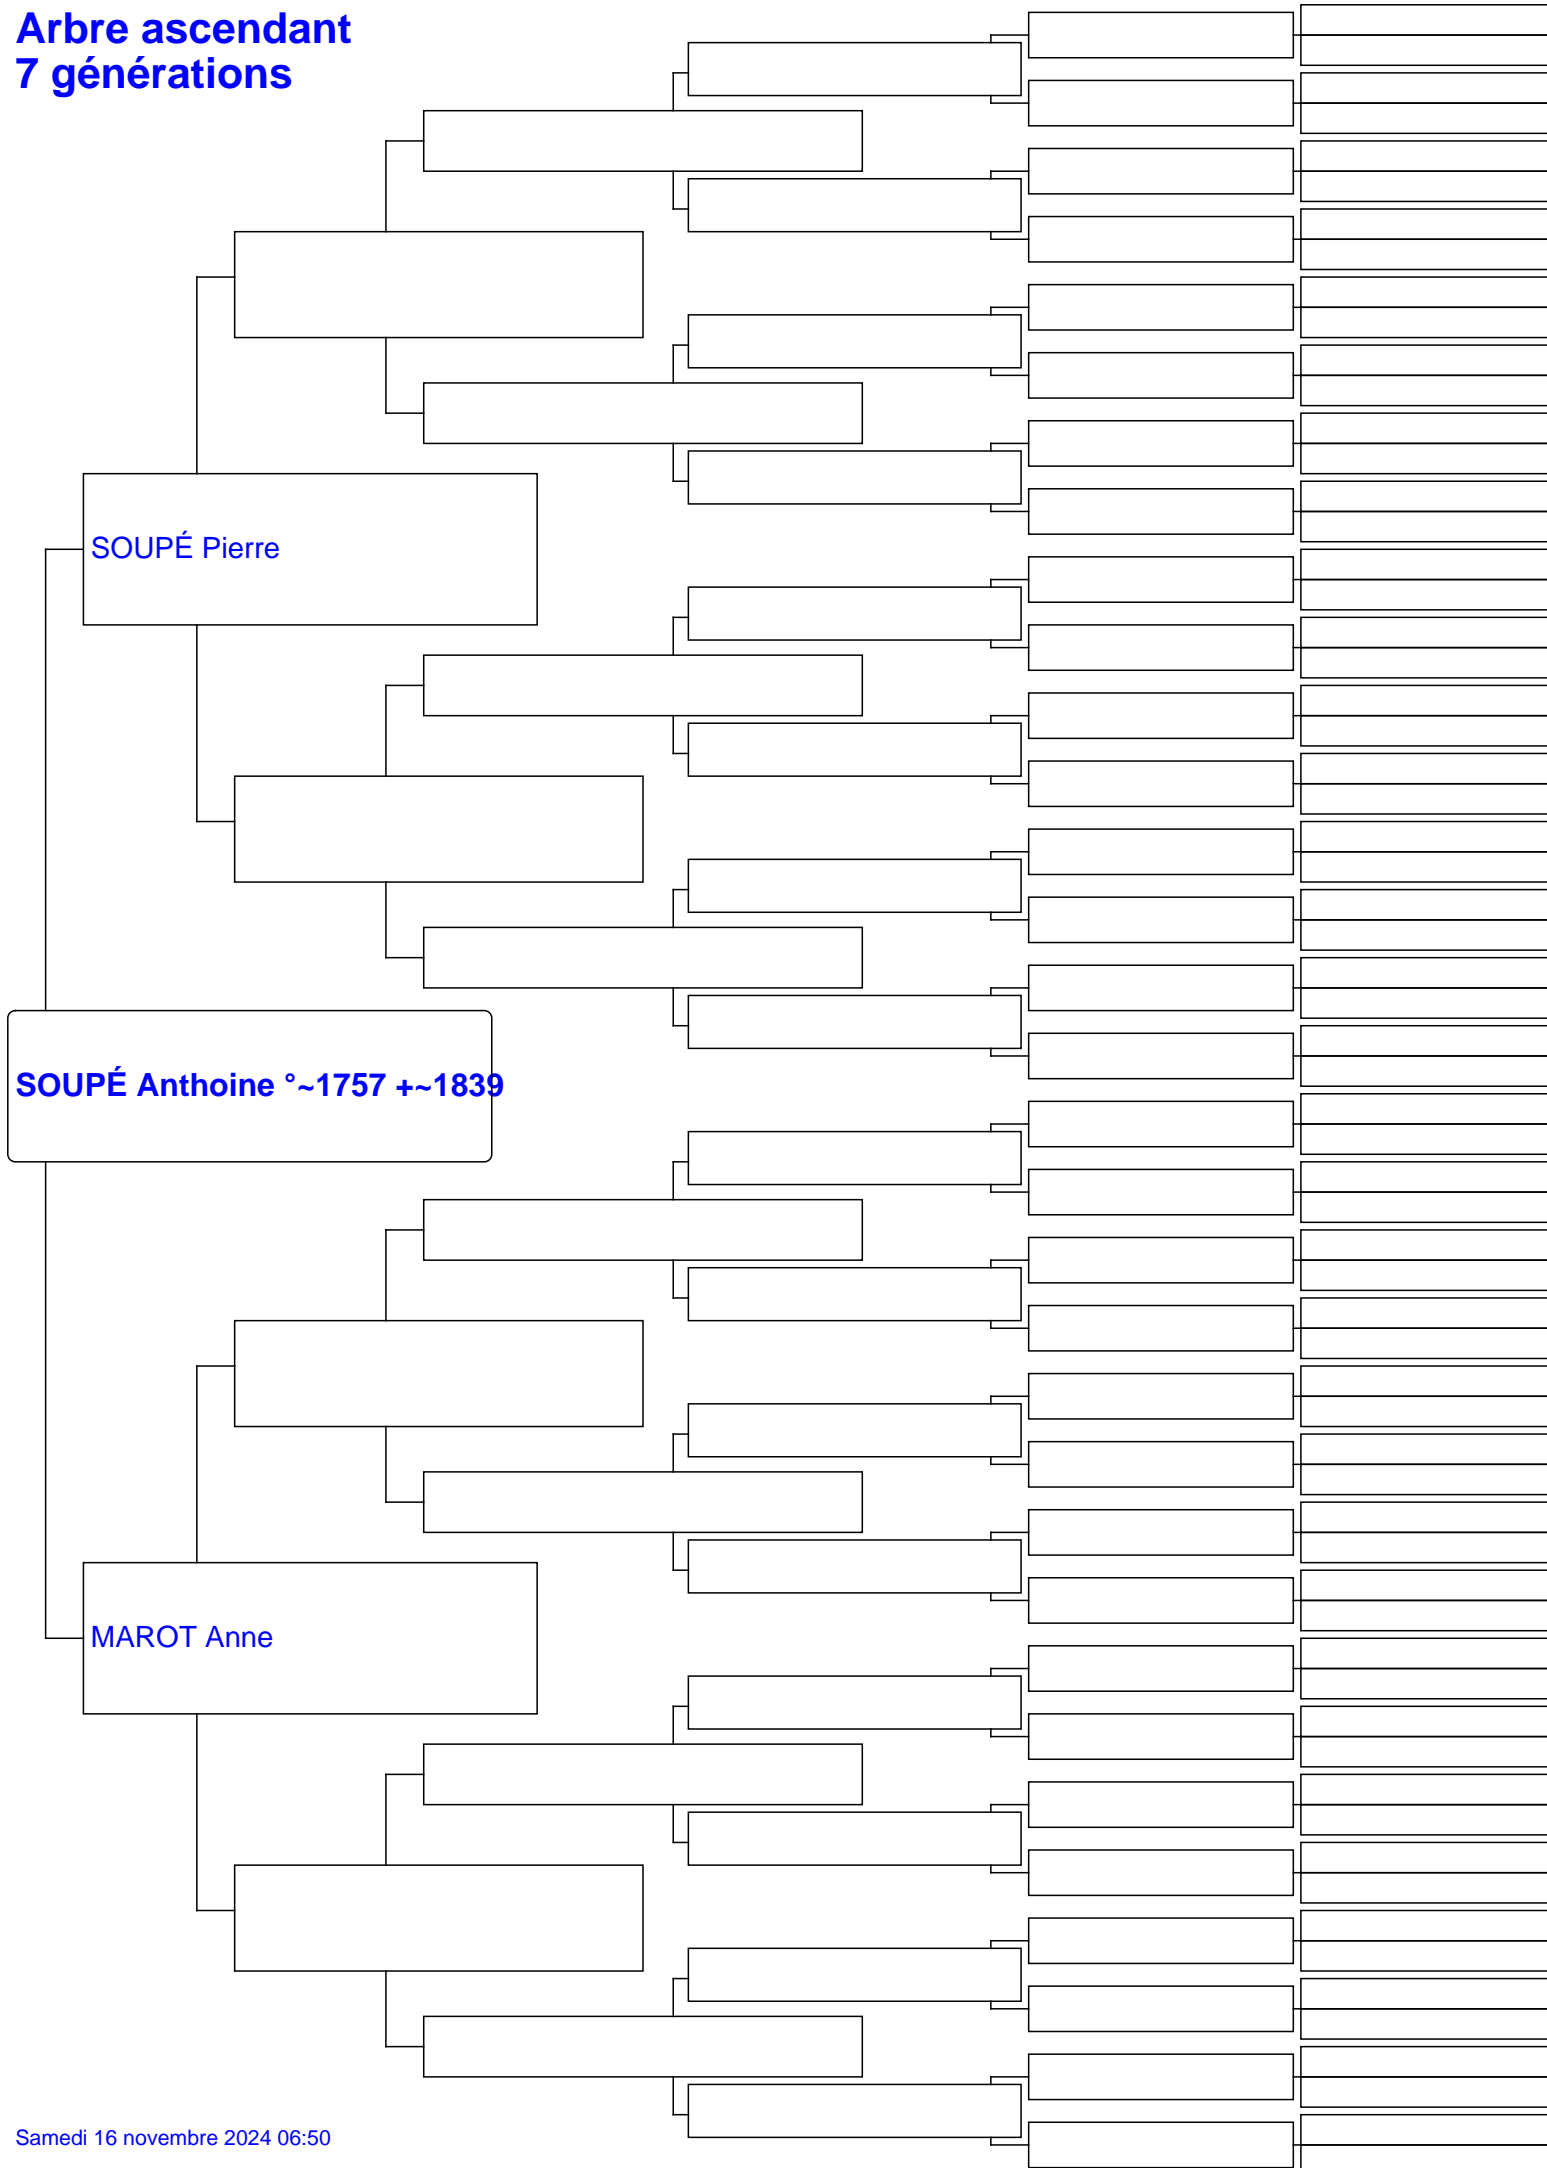 Arbre ascendant
7 générations
SOUPÉ Pierre
SOUPÉ Anthoine °~1757 +~1839
MAROT Anne
Samedi 16 novembre 2024 06:50